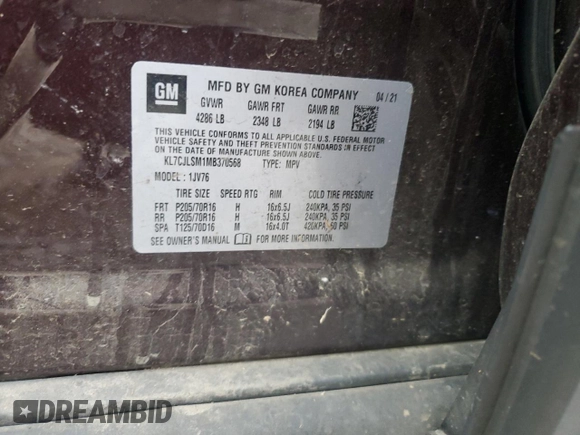 GM
MFD BY GM KOREA COMPANY 04 / 21
GVWR GAWR FRT GAWR RR
4286 LB 2348 LB 2194 LB
THIS VEHICLE CONFORMS TO ALL APPLICABLE U.S. FEDERAL MOTOR
VEHICLE SAFETY AND THEFT PREVENTION STANDARDS IN EFFECT ON THE
DATE OF MANUFACTURE SHOWN ABOVE.
KL7CJLSM1MB370568 TYPE: MPV
MODEL : 1JV76
TIRE SIZE SPEED RTG RIM COLD TIRE PRESSURE
FRT P205/70R16 H 16x6.5J 240KPA, 35 PSI
RR P205/70R16 H 16x6.5J 240KPA, 35 PSI
SPA T125/70D16 M 16x4.0T 420KPA, 60 PSI
SEE OWNER'S MANUAL FOR MORE INFORMATION.
DREAMBID